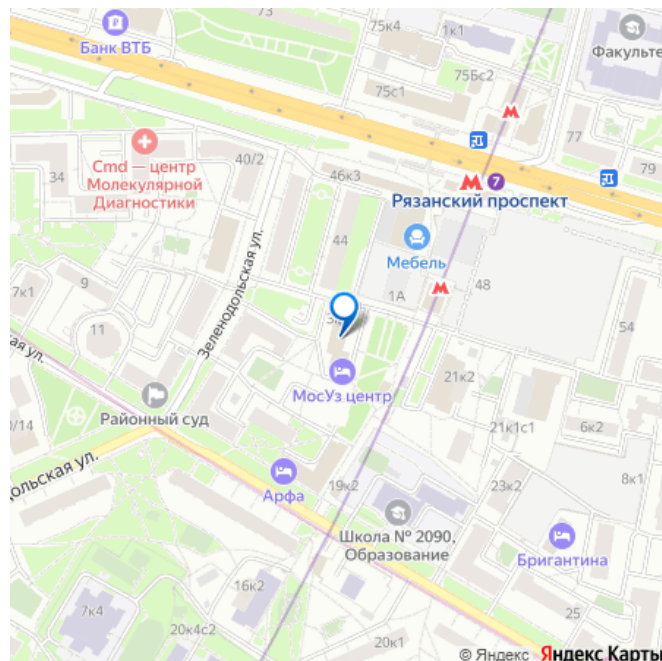 73
75к4
1к1
Банк ВТБ
Факульте
75Бс2
75с1
77
79
Cmd — центр
Молекулярной
Диагностики
40/2
34
46к3
7
Рязанский проспект
44
Мебель
Зеленодольская ул.
9
7к1
1А
48
11
54
ая ул.
МосУз центр
21к2
21к1с1
6к2
Районный суд
0/14
дольская ул.
Арфа
19к2
23к2
8к1
Школа № 2090,
Образование
Бригантина
16к2
7к4
25
20к4с2
20к1
© Яндекс Яндекс Карты